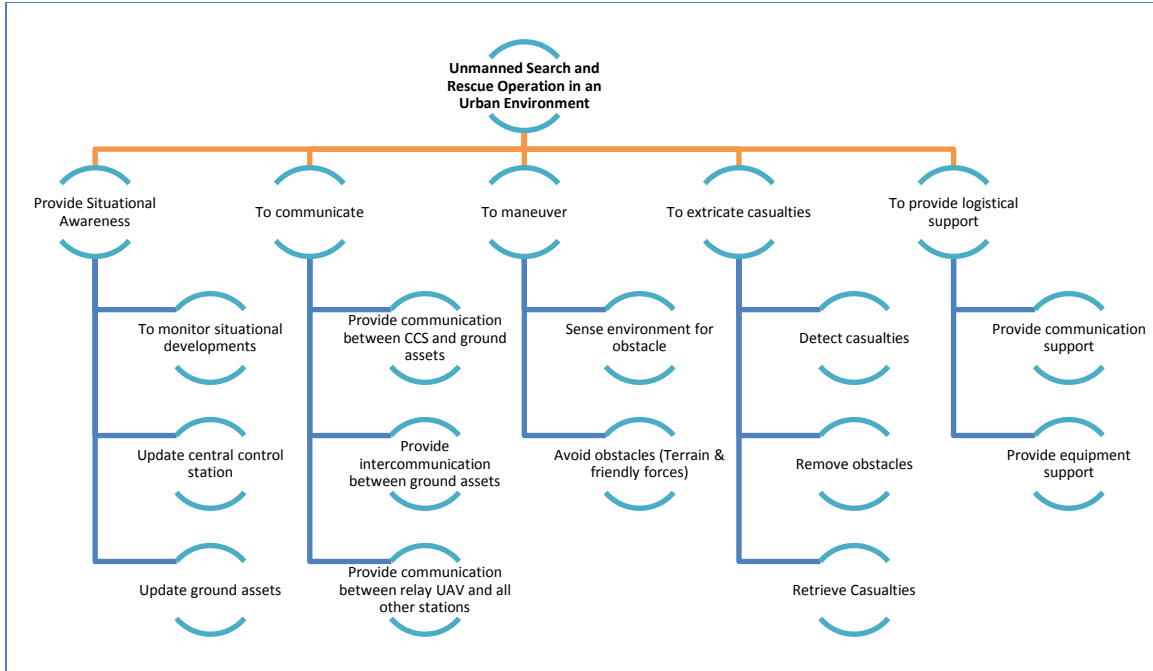 Unmanned Search and
Rescue Operation in an
Urban Environment
Provide Situational
Awareness
To communicate
To maneuver
To extricate casualties
To provide logistical
support
To monitor situational
developments
Provide communication
between CCS and ground
assets
Sense environment for
obstacle
Detect casualties
Provide communication
support
Update central control
station
Provide
intercommunication
between ground assets
Avoid obstacles (Terrain &
friendly forces)
Remove obstacles
Provide equipment
support
Update ground assets
Provide communication
between relay UAV and all
other stations
Retrieve Casualties